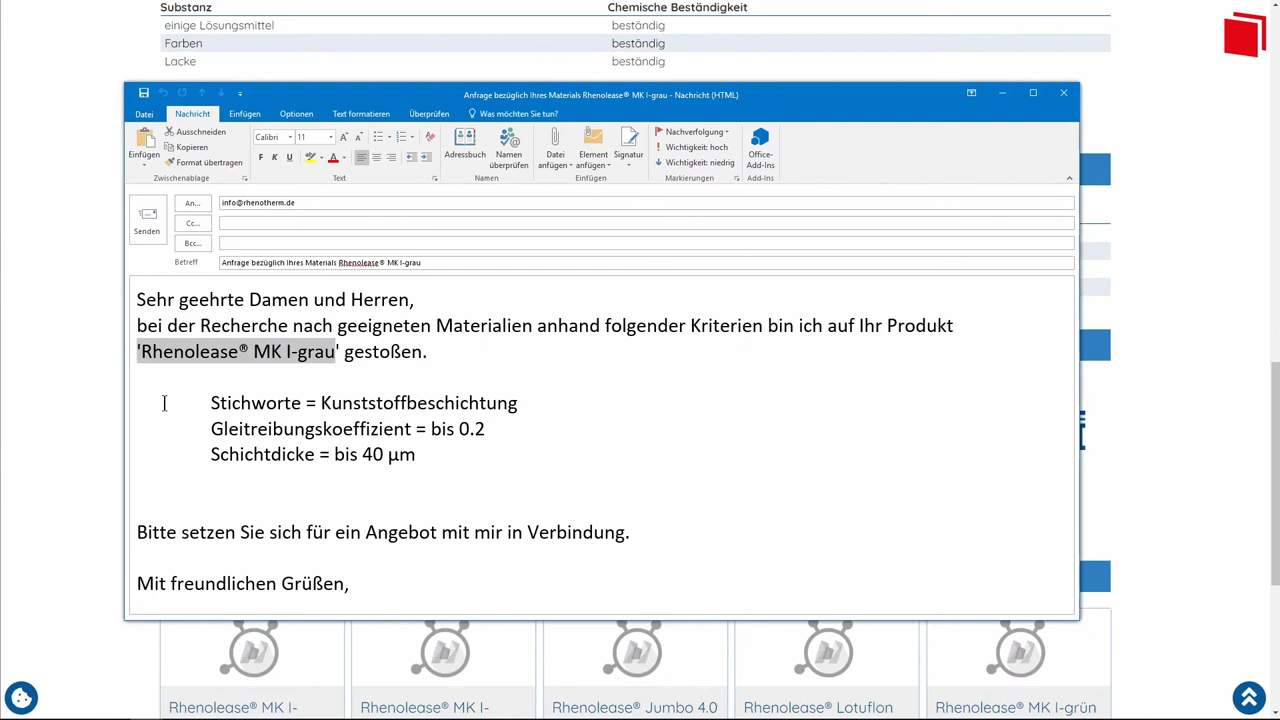 Substanz Chemische Beständigkeit
einige Lösungsmittel beständig
Farben beständig
Lacke beständig
Anfrage bezüglich Ihres Materials Rhenolease® MK I-grau - Nachricht (HTML)
Datei Nachricht Einfügen Optionen Text formatieren Überprüfen Was möchten Sie tun?
Einfügen
Ausschneiden
Kopieren
Format übertragen
Zwischenablage
Calibri 11
F K U
Text
Adressbuch
Namen überprüfen
Namen
Datei anfügen
Element anfügen
Signatur
Einfügen
Nachverfolgung
Wichtigkeit: hoch
Wichtigkeit: niedrig
Markierungen
Office-Add-Ins
Add-Ins
Senden
An... info@rhenotherm.de
Cc...
Bcc...
Betreff Anfrage bezüglich Ihres Materials Rhenolease® MK I-grau
Sehr geehrte Damen und Herren,
bei der Recherche nach geeigneten Materialien anhand folgender Kriterien bin ich auf Ihr Produkt
'Rhenolease® MK I-grau' gestoßen.
Stichworte = Kunststoffbeschichtung
Gleitreibungskoeffizient = bis 0.2
Schichtdicke = bis 40 µm
Bitte setzen Sie sich für ein Angebot mit mir in Verbindung.
Mit freundlichen Grüßen,
Rhenolease® MK I- Rhenolease® MK I- Rhenolease® Jumbo 4.0 Rhenolease® Lotuflon Rhenolease® MK I-grün